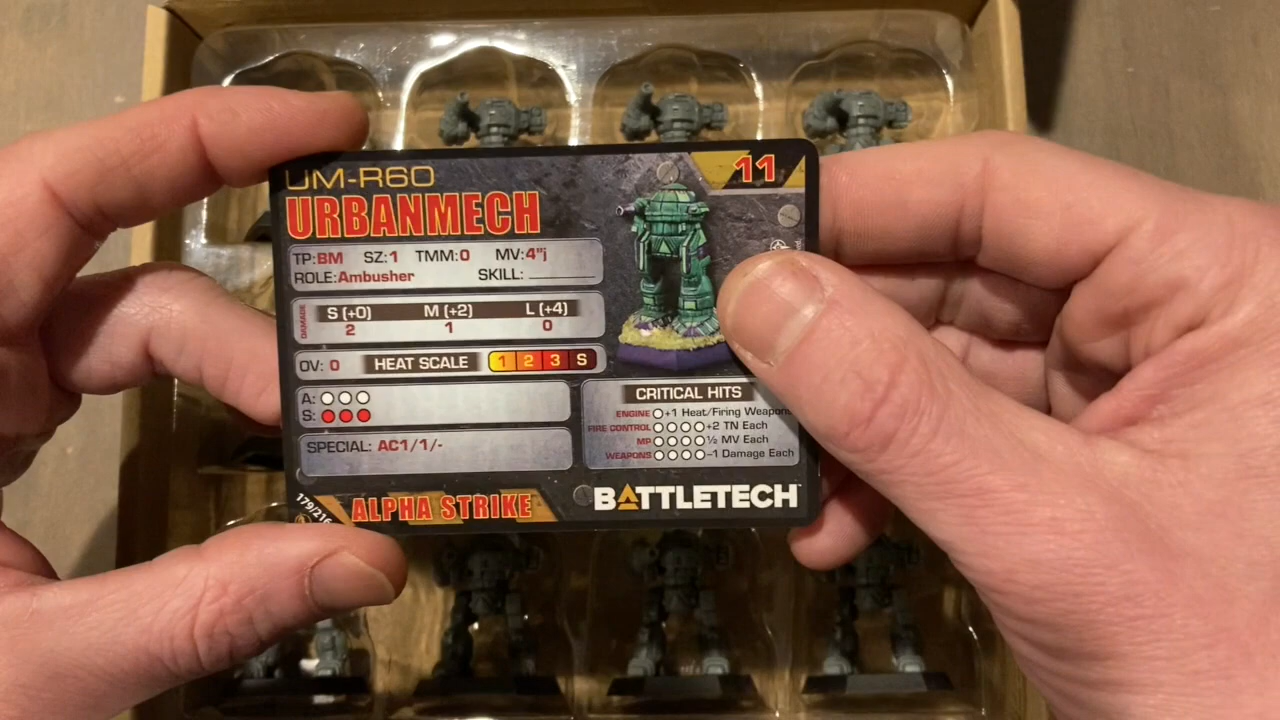 UM-R60
11
URBANMECH
TP:BM SZ:1 TMM:0 MV:4"j
ROLE:Ambusher SKILL:
DAMAGE
S (+0) M (+2) L (+4)
2 1 0
OV: 0 HEAT SCALE 1 2 3 S
A:
S:
SPECIAL: AC1/1/-
CRITICAL HITS
ENGINE +1 Heat/Firing Weapons
FIRE CONTROL +2 TN Each
MP ½ MV Each
WEAPONS -1 Damage Each
179/216
ALPHA STRIKE
BATTLETECH